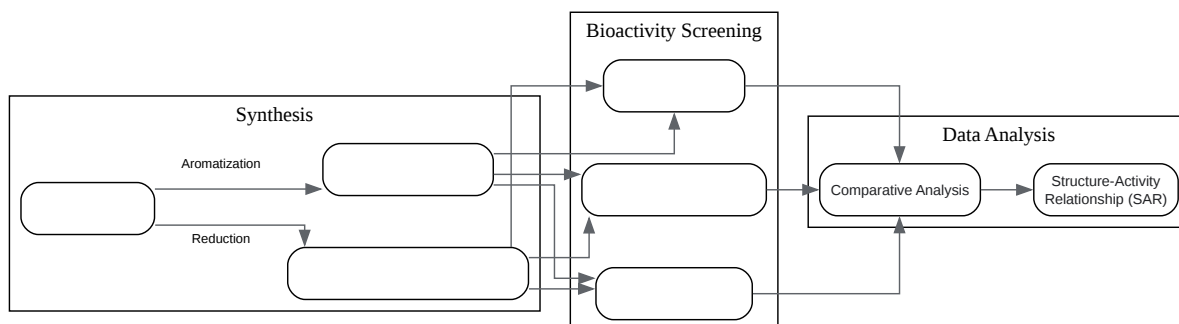 Bioactivity Screening
Synthesis
Data Analysis
Aromatization
Reduction
Comparative Analysis
Structure-Activity
Relationship (SAR)